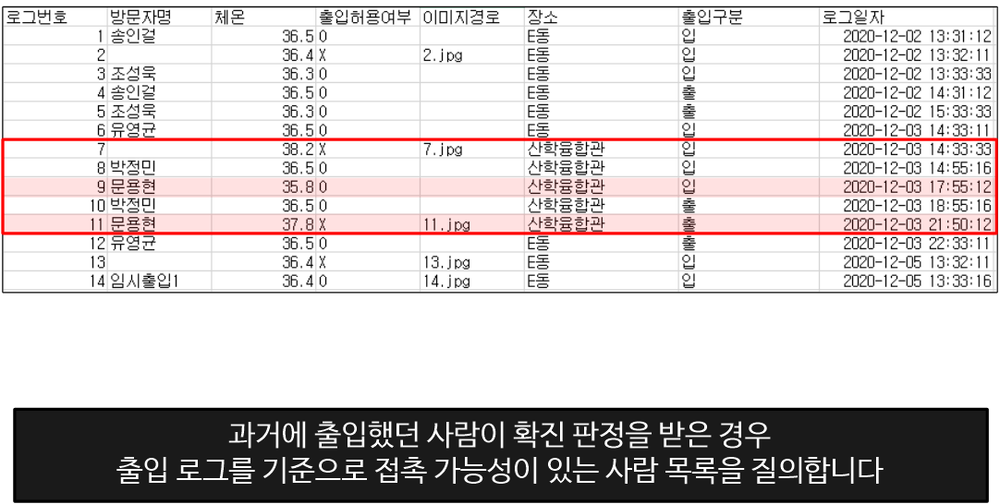 로그번호 방문자명 체온 출입허용여부 이미지경로 장소 출입구분 로그일자
1 송인걸 36.5 O E동 입 2020-12-02 13:31:12
2 36.4 X 2.jpg E동 입 2020-12-02 13:32:11
3 조성욱 36.3 O E동 입 2020-12-02 13:33:33
4 송인걸 36.5 O E동 출 2020-12-02 14:31:12
5 조성욱 36.3 O E동 출 2020-12-02 15:33:33
6 유영균 36.5 O E동 입 2020-12-03 14:33:11
7 38.2 X 7.jpg 산학융합관 입 2020-12-03 14:33:33
8 박정민 36.5 O 산학융합관 입 2020-12-03 14:55:16
9 문용현 35.8 O 산학융합관 입 2020-12-03 17:55:12
10 박정민 36.5 O 산학융합관 출 2020-12-03 18:55:16
11 문용현 37.8 X 11.jpg 산학융합관 출 2020-12-03 21:50:12
12 유영균 36.5 O E동 출 2020-12-03 22:33:11
13 36.4 X 13.jpg E동 입 2020-12-05 13:32:11
14 임시출입1 36.4 O 14.jpg E동 입 2020-12-05 13:33:16
과거에 출입했던 사람이 확진 판정을 받은 경우
출입 로그를 기준으로 접촉 가능성이 있는 사람 목록을 질의합니다